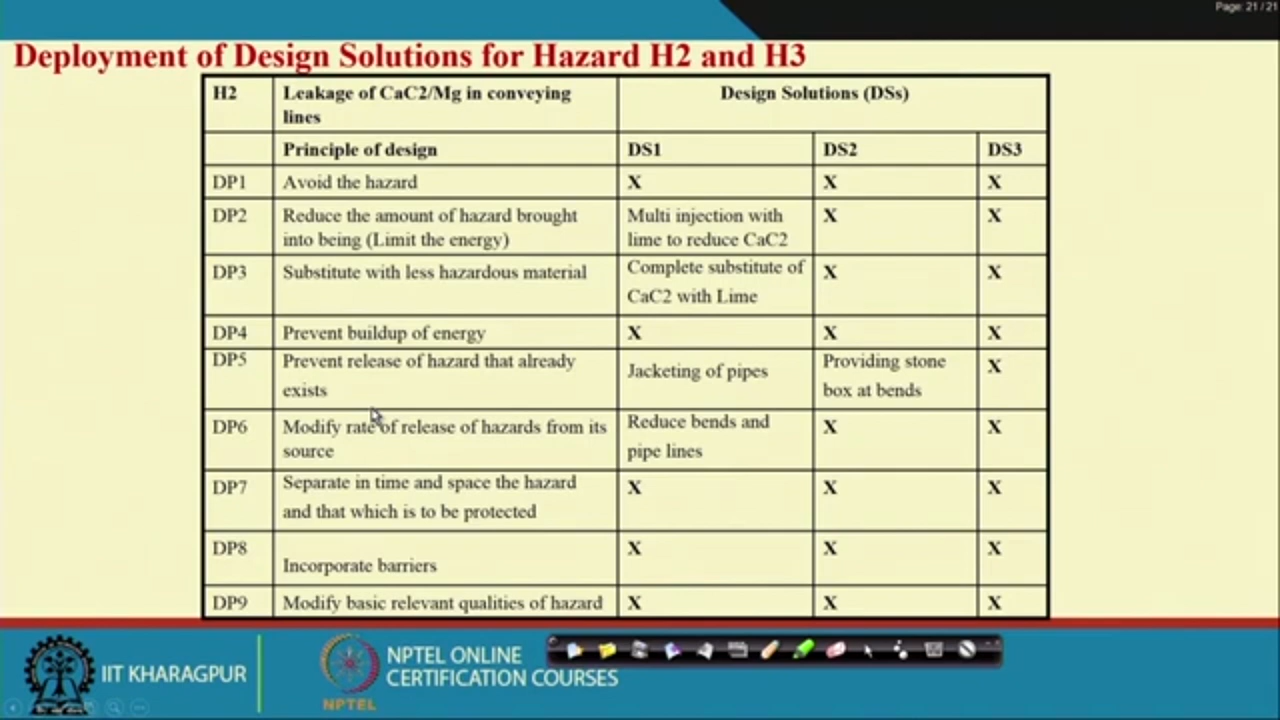 Page: 21 / 21
Deployment of Design Solutions for Hazard H2 and H3
H2
Leakage of CaC2/Mg in conveying
lines
Design Solutions (DSs)
Principle of design
DS1
DS2
DS3
DP1
Avoid the hazard
X
X
X
DP2
Reduce the amount of hazard brought
into being (Limit the energy)
Multi injection with
lime to reduce CaC2
X
X
DP3
Substitute with less hazardous material
Complete substitute of
CaC2 with Lime
X
X
DP4
Prevent buildup of energy
X
X
X
DP5
Prevent release of hazard that already
exists
Jacketing of pipes
Providing stone
box at bends
X
DP6
Modify rate of release of hazards from its
source
Reduce bends and
pipe lines
X
X
DP7
Separate in time and space the hazard
and that which is to be protected
X
X
X
DP8
Incorporate barriers
X
X
X
DP9
Modify basic relevant qualities of hazard
X
X
X
IIT KHARAGPUR
NPTEL
NPTEL ONLINE
CERTIFICATION COURSES